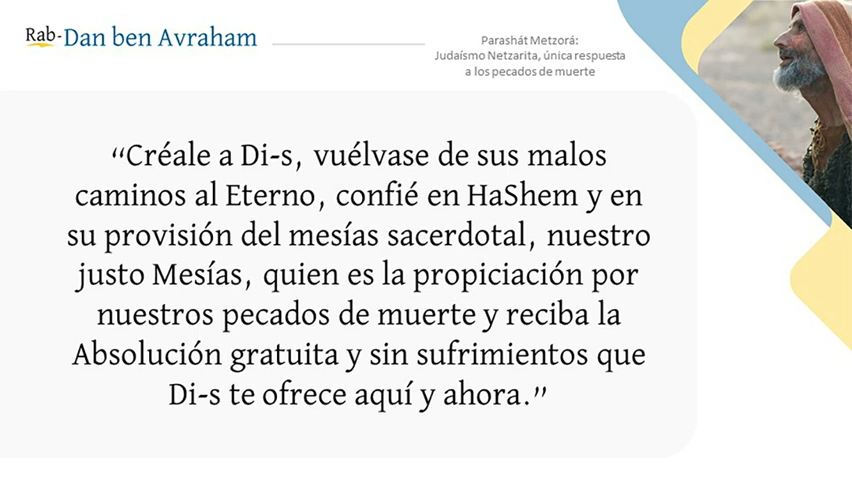 Rab-Dan ben Avraham
Parashát Metzorá:
Judaísmo Netzarita, única respuesta
a los pecados de muerte
“Créale a Di-s, vuélvase de sus malos
caminos al Eterno, confié en HaShem y en
su provisión del mesías sacerdotal, nuestro
justo Mesías, quien es la propiciación por
nuestros pecados de muerte y reciba la
Absolución gratuita y sin sufrimientos que
Di-s te ofrece aquí y ahora.”